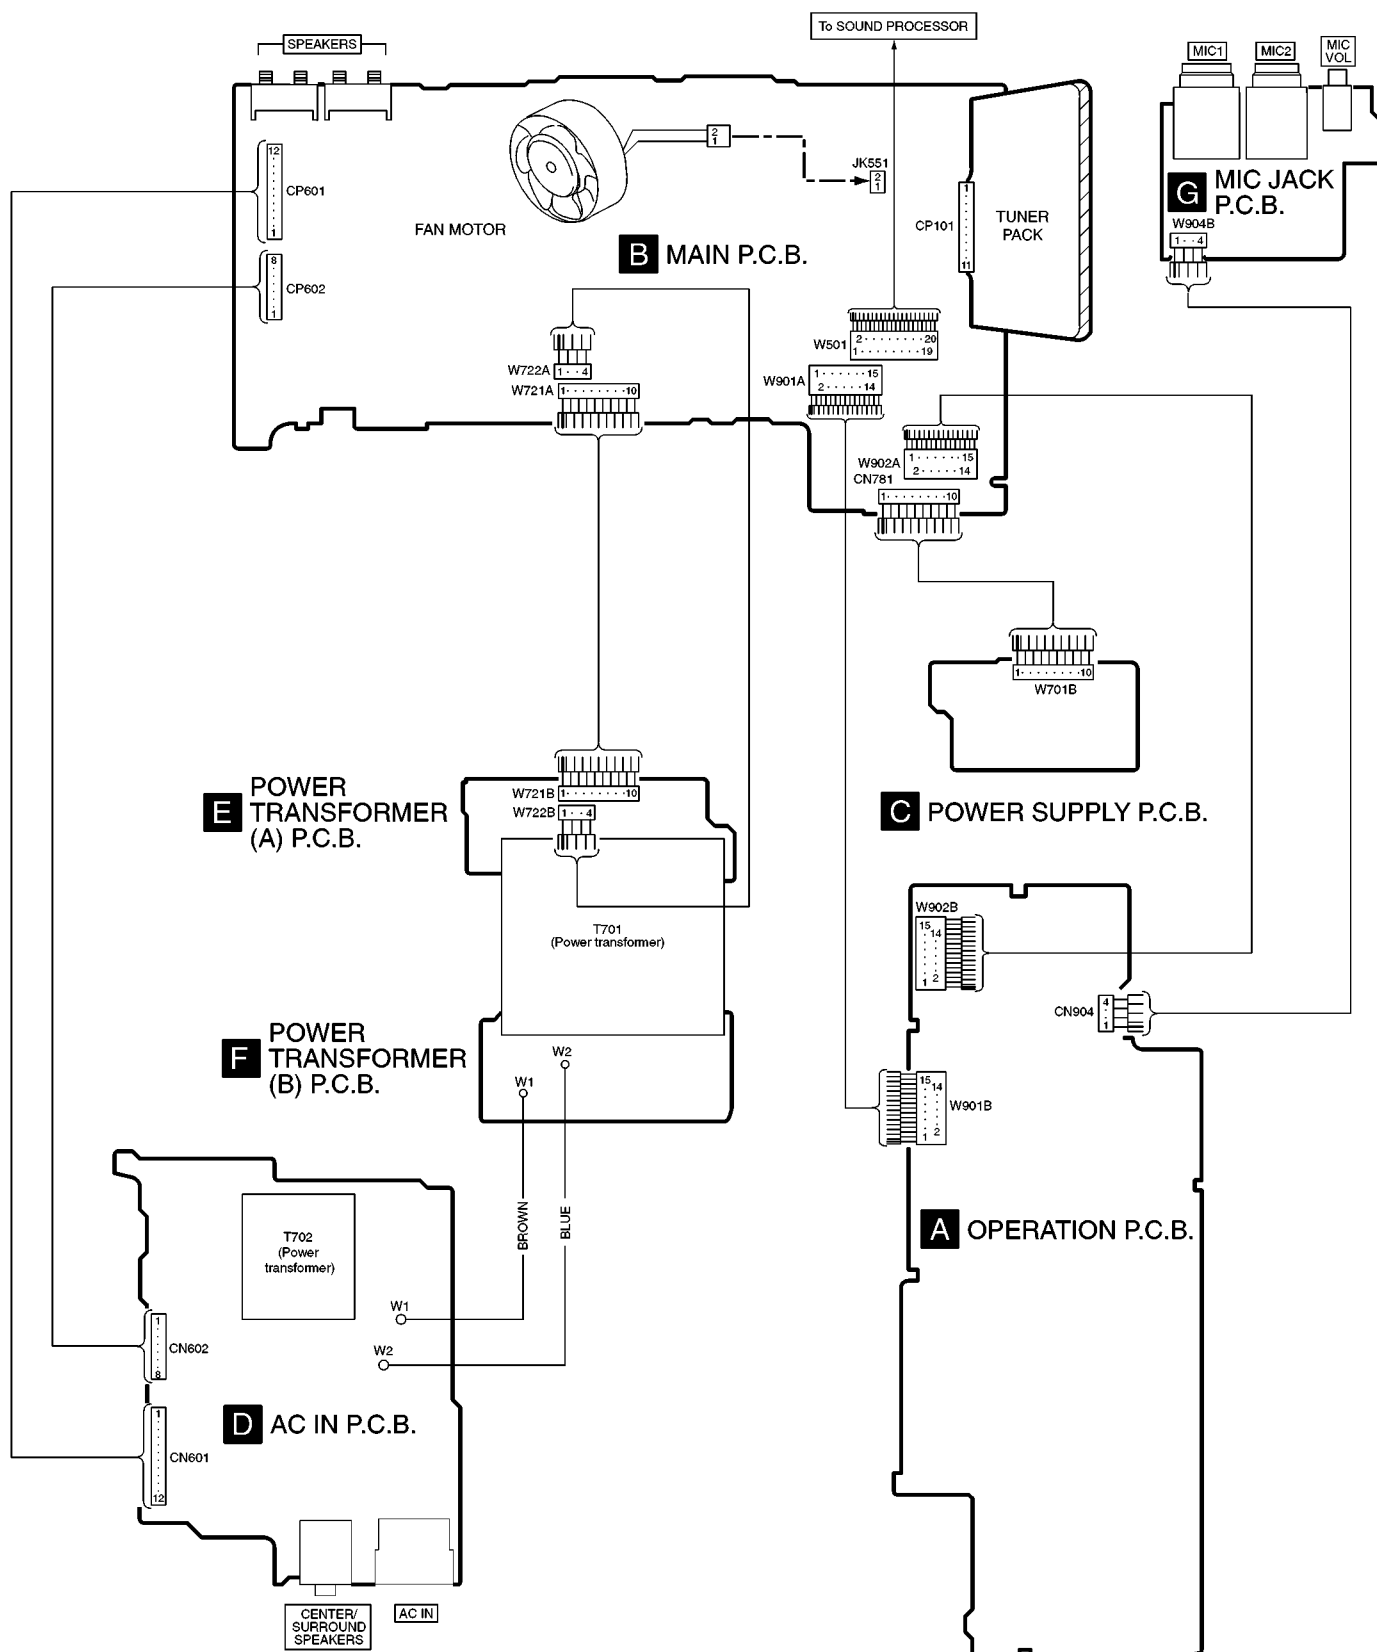 To SOUND PROCESSOR
SPEAKERS
MIC1
MIC2
MIC
VOL
12
1
CP601
8
1
CP602
FAN MOTOR
2
1
JK551
2
1
B MAIN P.C.B.
CP101
1
11
TUNER
PACK
G MIC JACK
P.C.B.
W904B
1 · · 4
W501
2 · · · · · · · · 20
1 · · · · · · · · 19
W722A
1 · · 4
W721A
1 · · · · · · · · 10
W901A
1 · · · · · · 15
2 · · · · · 14
W902A
1 · · · · · · 15
2 · · · · · 14
CN781
1 · · · · · · · · 10
1 · · · · · · · · 10
W701B
C POWER SUPPLY P.C.B.
E POWER
TRANSFORMER
(A) P.C.B.
W721B
1 · · · · · · · · 10
W722B
1 · · 4
T701
(Power transformer)
W902B
15
14
2
1
CN904
4
1
F POWER
TRANSFORMER
(B) P.C.B.
W2
W1
15
14
2
1
W901B
BROWN
BLUE
A OPERATION P.C.B.
T702
(Power
transformer)
W1
W2
1
8
CN602
D AC IN P.C.B.
1
12
CN601
CENTER/
SURROUND
SPEAKERS
AC IN